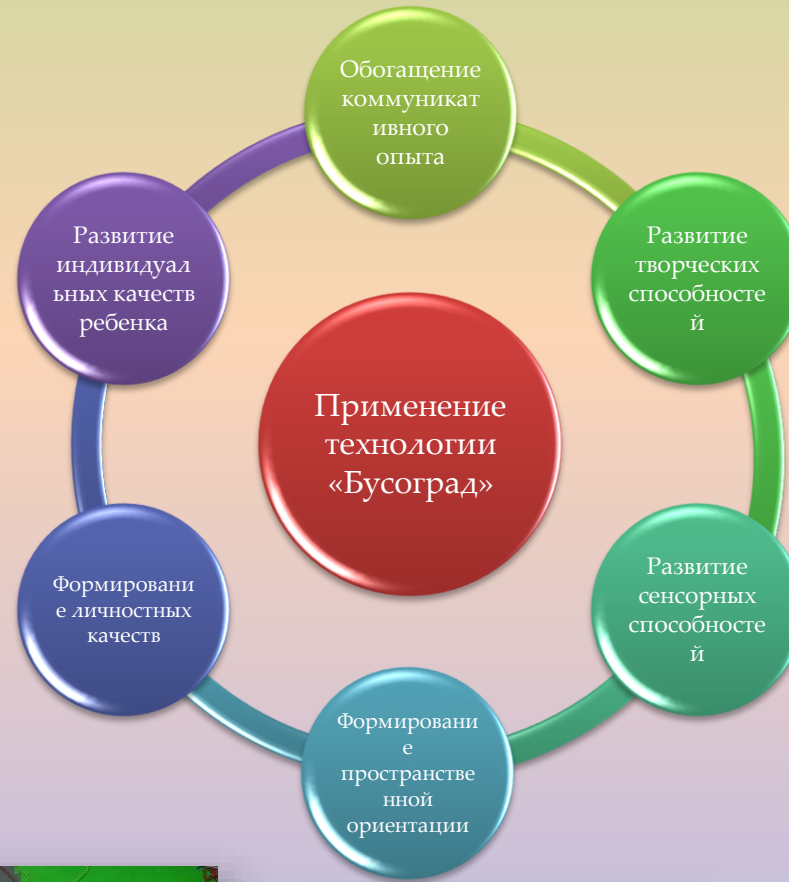 Обогащение
коммуникат
ивного
опыта
Развитие
творческих
способносте
й
Развитие
сенсорных
способносте
й
Формировани
е
пространстве
нной
ориентации
Формировани
е личностных
качеств
Развитие
индивидуал
ьных качеств
ребенка
Применение
технологии
«Бусоград»